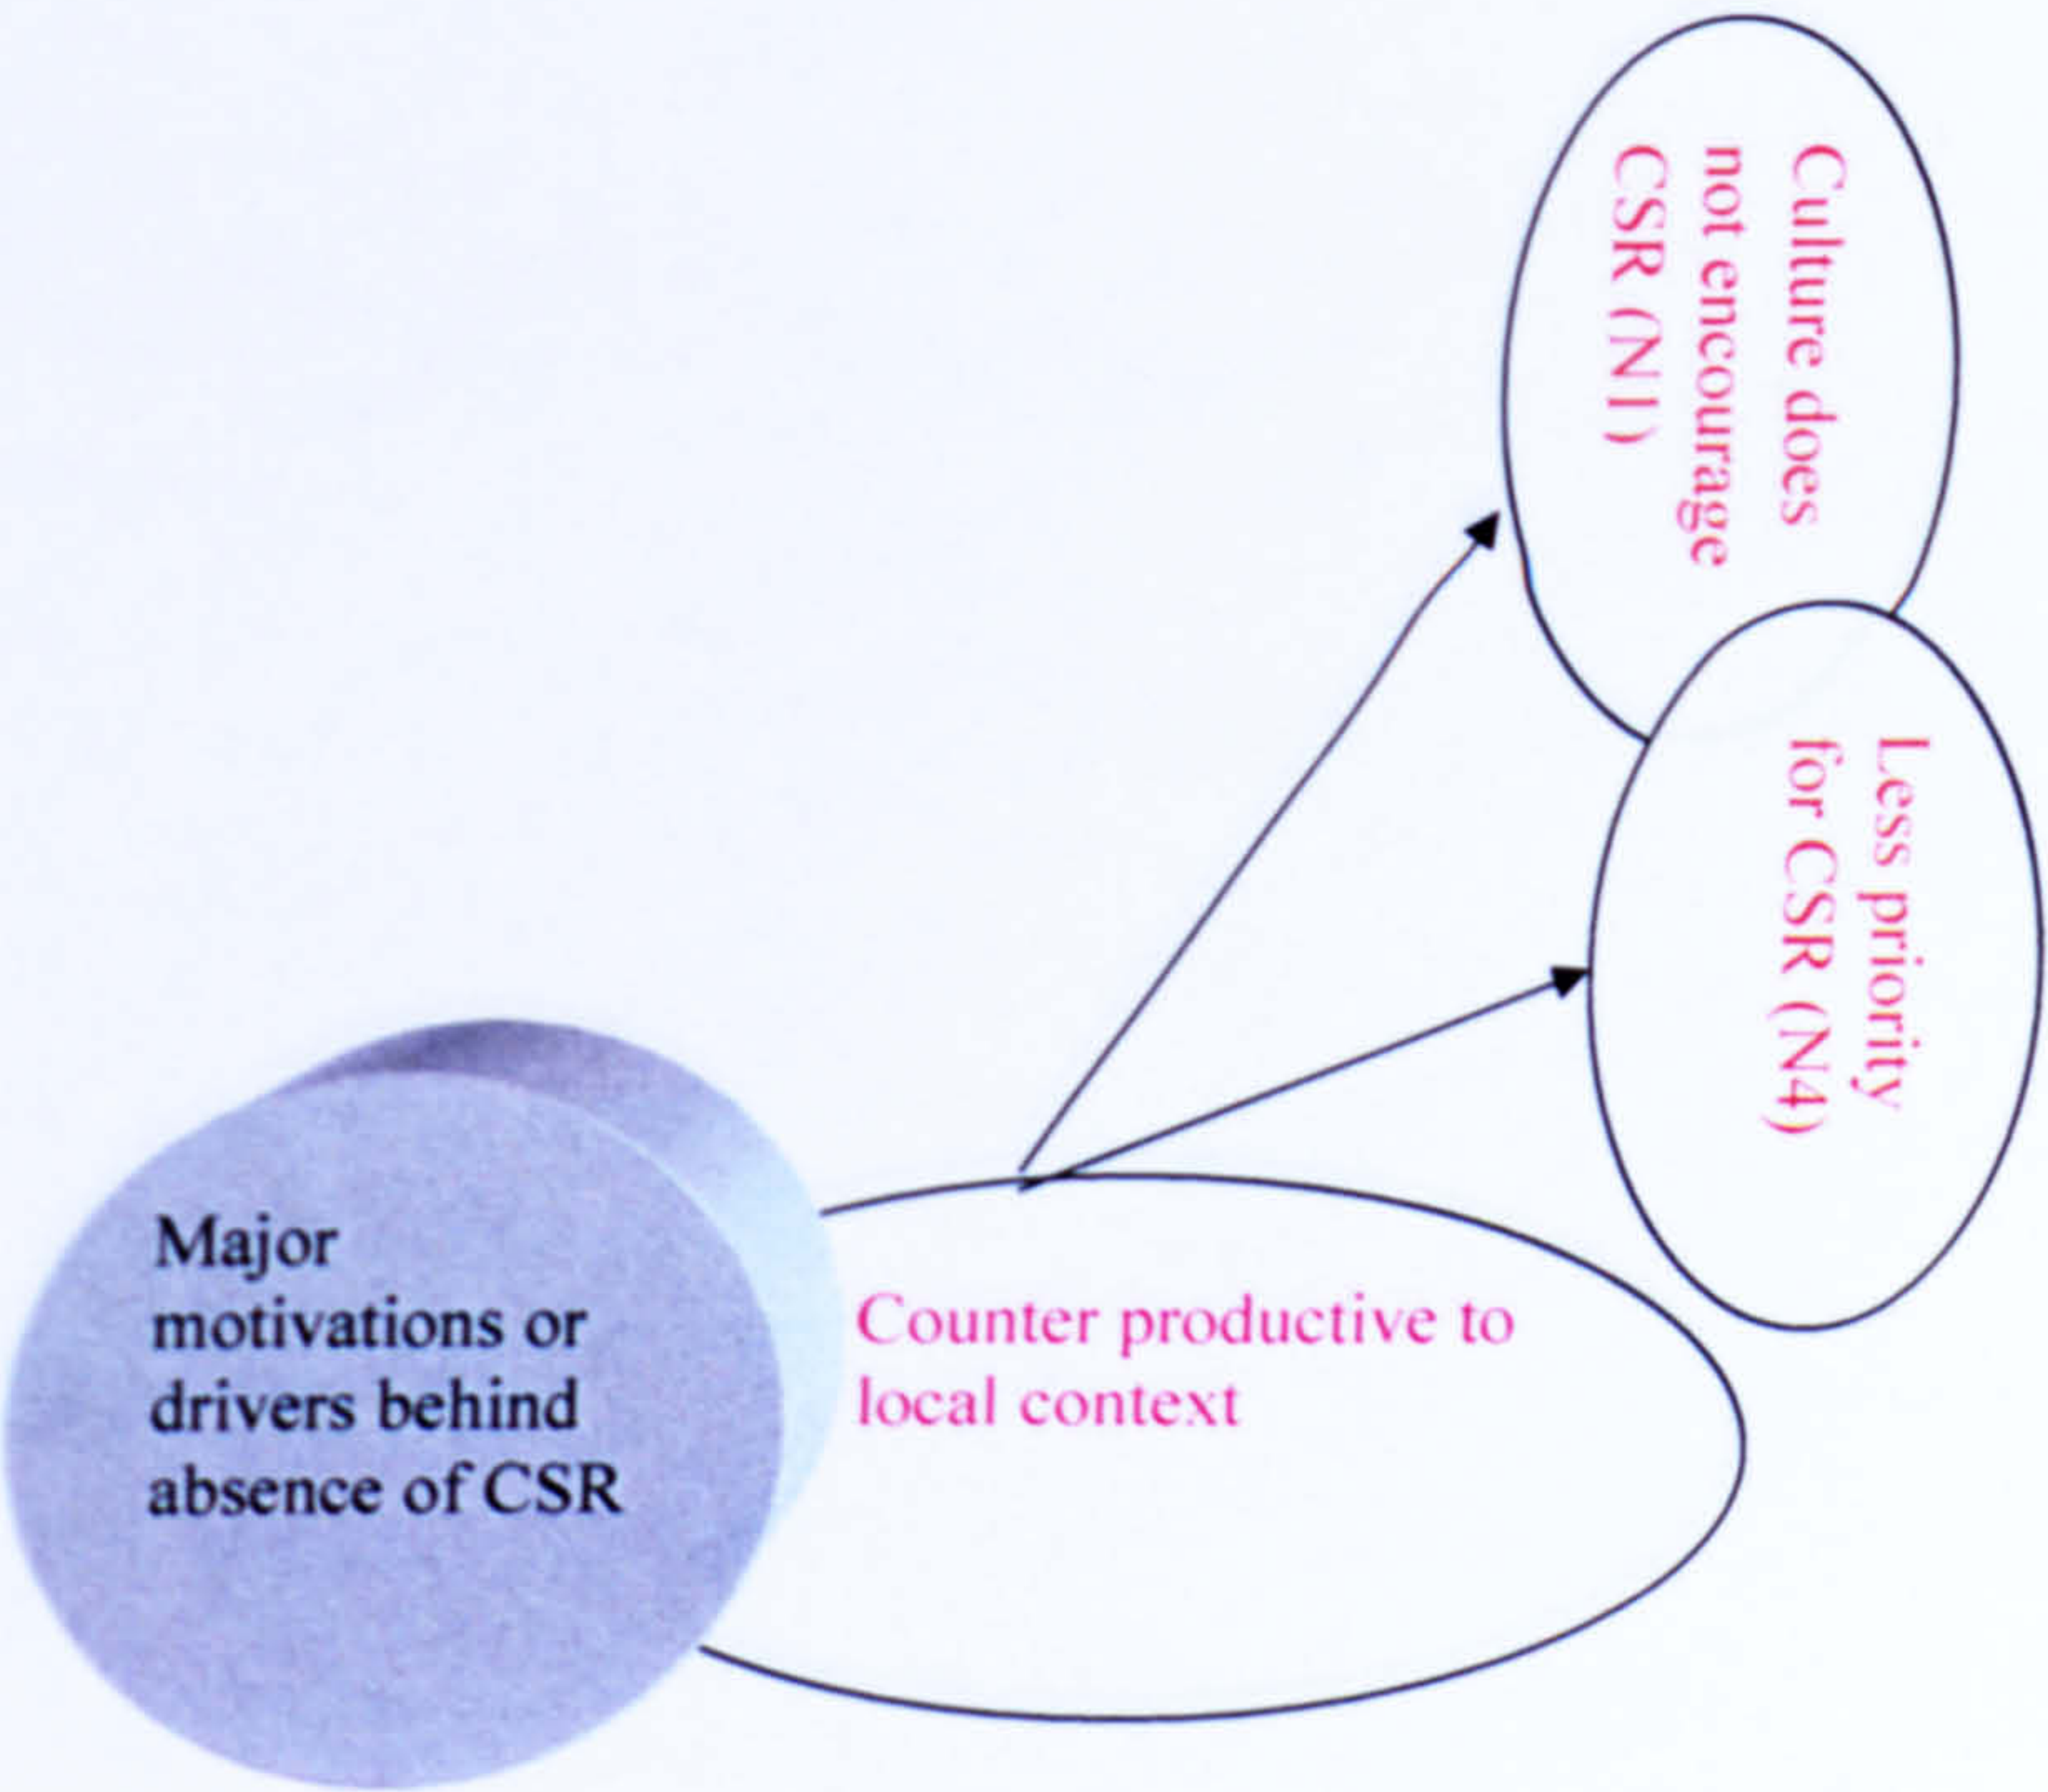 Culture does
not encourage
CSR (N1)
Less priority
for CSR (N4)
Major
motivations or
drivers behind
absence of CSR
Counter productive to
local context